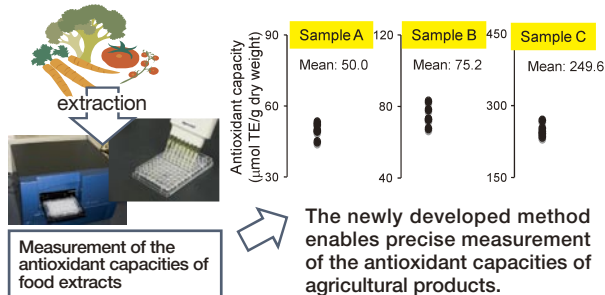 extraction
Measurement of the
antioxidant capacities of
food extracts
Antioxidant capacity
(μmol TE/g dry weight)
Sample A
Mean: 50.0
90
60
30
Sample B
Mean: 75.2
120
80
40
Sample C
Mean: 249.6
450
300
150
The newly developed method
enables precise measurement
of the antioxidant capacities of
agricultural products.